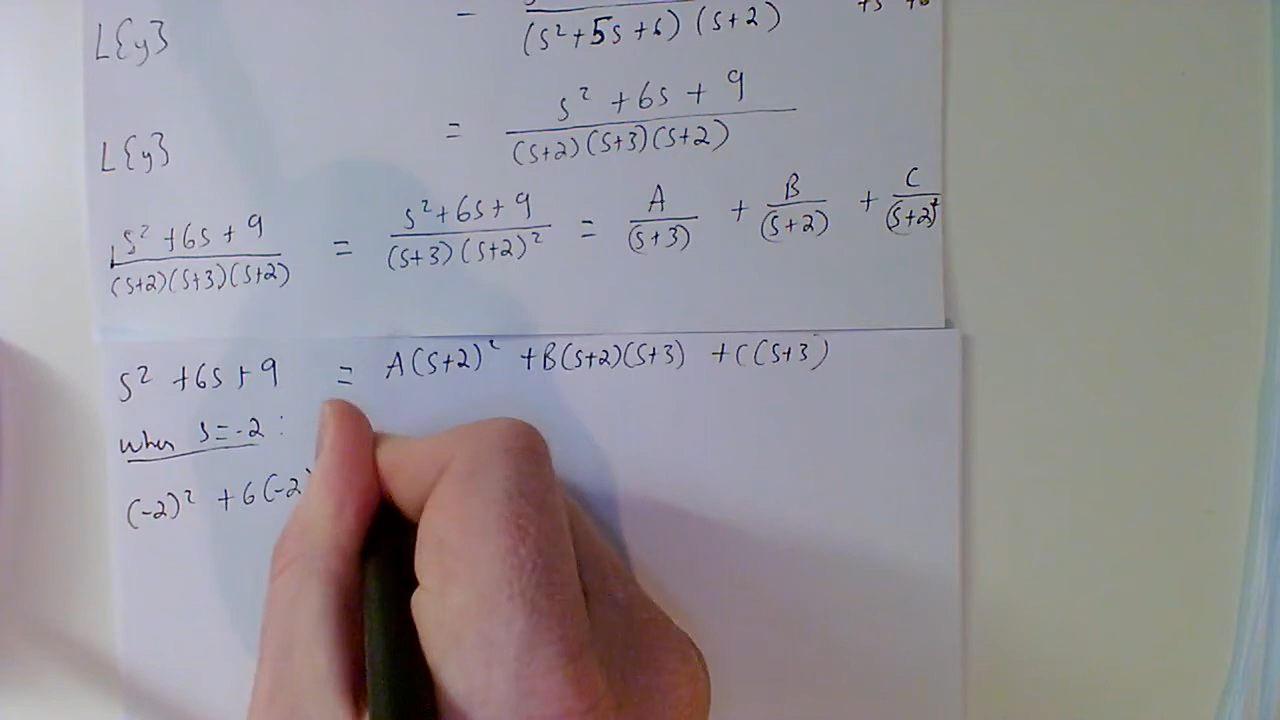 L{y} - (s²+5s+6)(s+2) +5
L{y} = s² + 6s + 9 / (s+2)(s+3)(s+2)
s² + 6s + 9 / (s+2)(s+3)(s+2) = s² + 6s + 9 / (s+3)(s+2)² = A / (s+3) + B / (s+2) + C / (s+2)²
s² + 6s + 9 = A(s+2)² + B(s+2)(s+3) + C(s+3)
when s = -2 :
(-2)² + 6(-2)